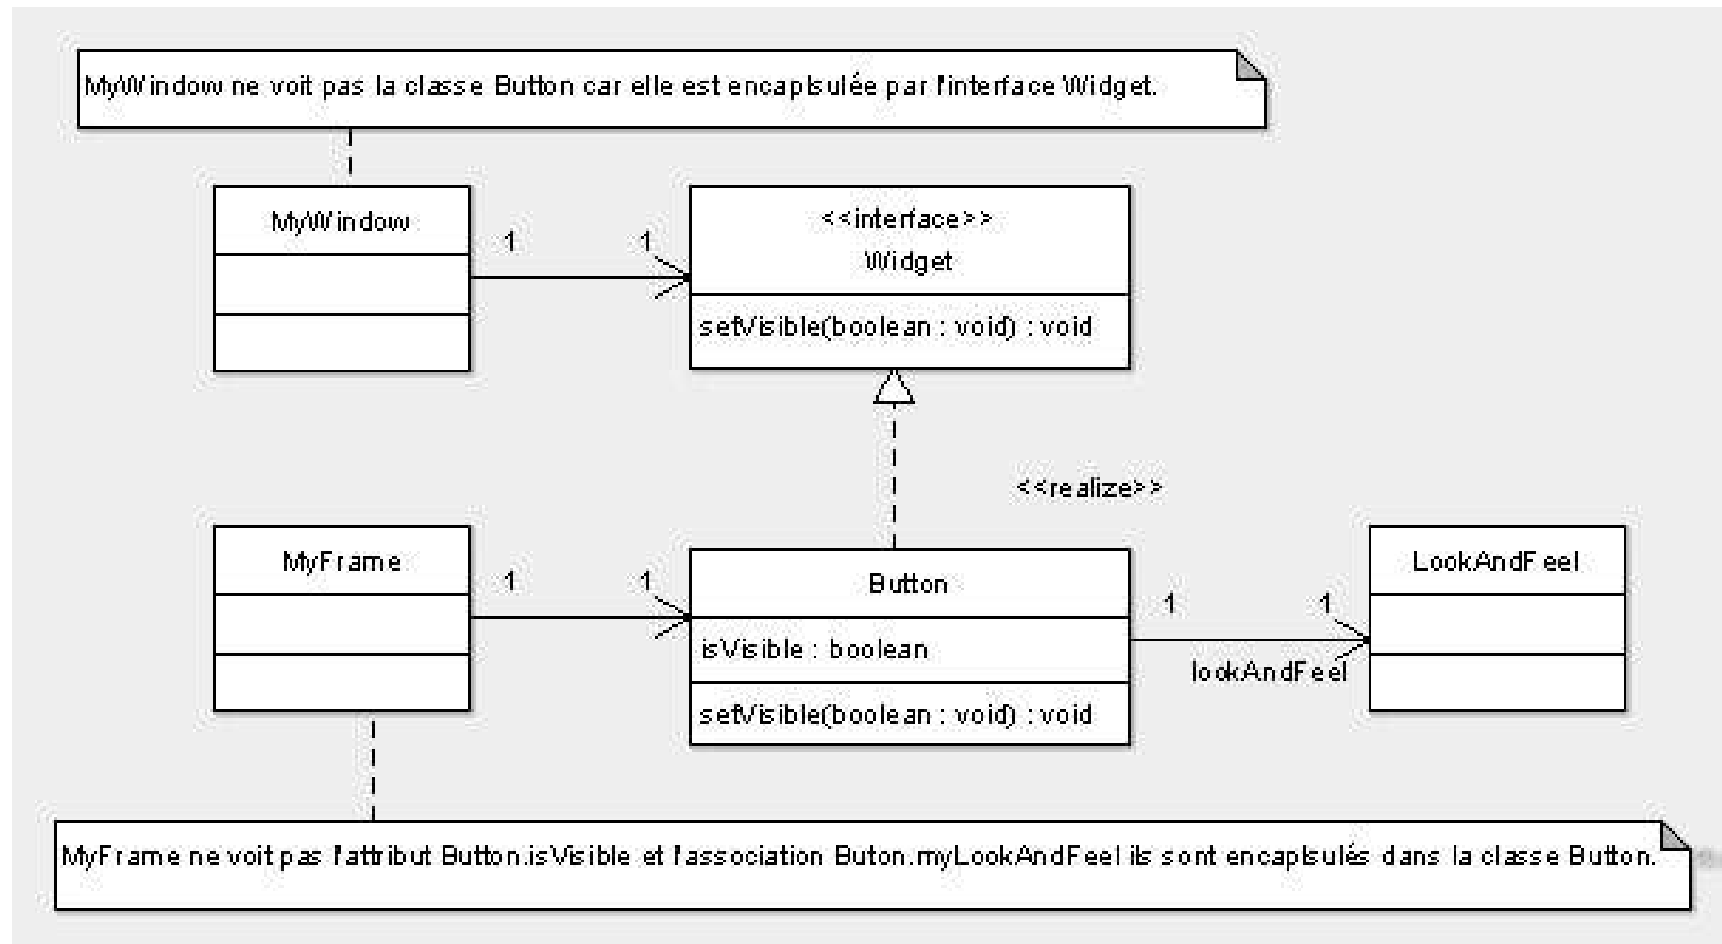 MyWindow ne voit pas la classe Button car elle est encaplsulée par l'interface Widget.
MyWindow
1
1
<<interface>>
Widget
setVisible(boolean : void) : void
<<realize>>
MyFrame
1
1
Button
isVisible : boolean
setVisible(boolean : void) : void
1
1
lookAndFeel
LookAndFeel
MyFrame ne voit pas l'attribut Button.isVisible et l'association Buton.myLookAndFeel ils sont encaplsulés dans la classe Button.